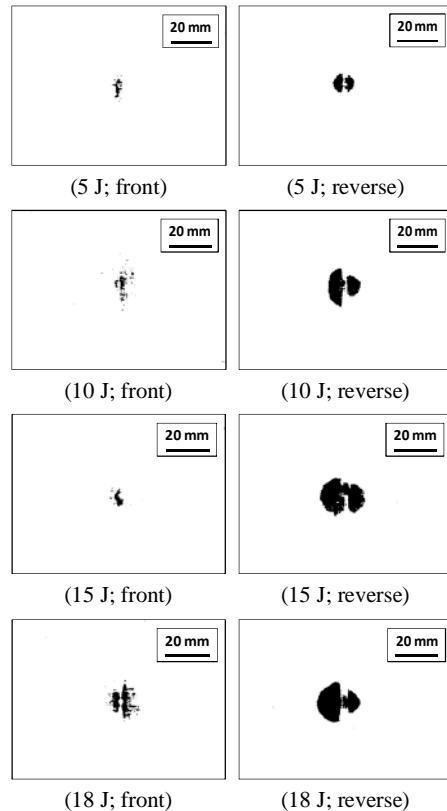 20 mm 20 mm
(5 J; front) (5 J; reverse)
20 mm 20 mm
(10 J; front) (10 J; reverse)
20 mm 20 mm
(15 J; front) (15 J; reverse)
20 mm 20 mm
(18 J; front) (18 J; reverse)